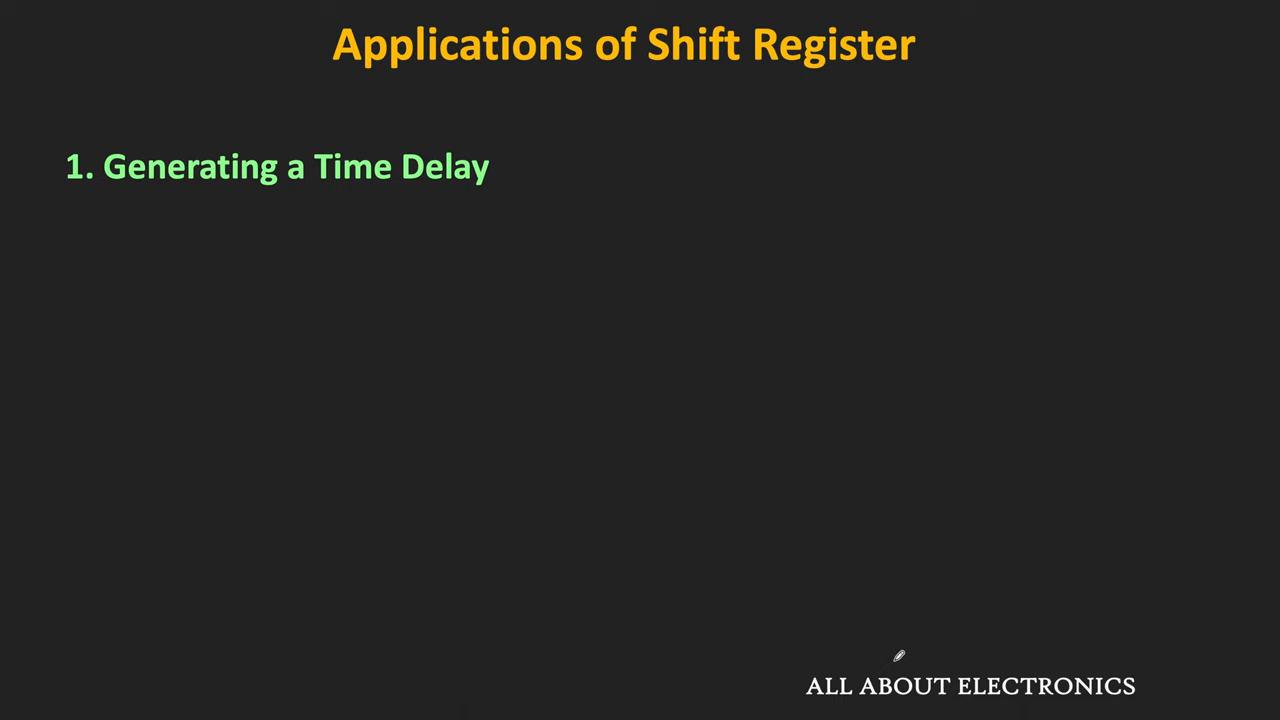 Applications of Shift Register
1. Generating a Time Delay
ALL ABOUT ELECTRONICS